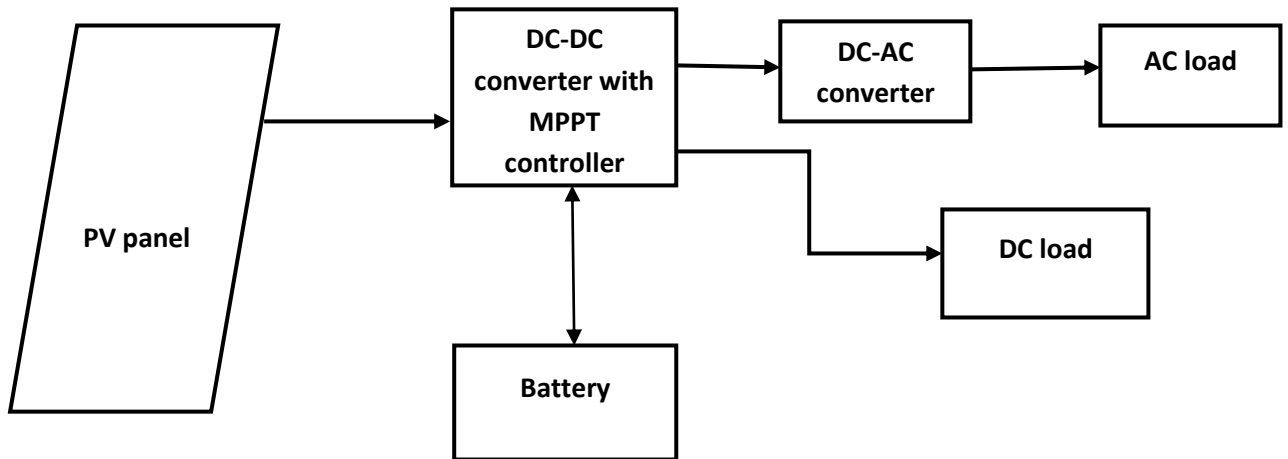 PV panel
DC-DC
converter with
MPPT
controller
DC-AC
converter
AC load
DC load
Battery